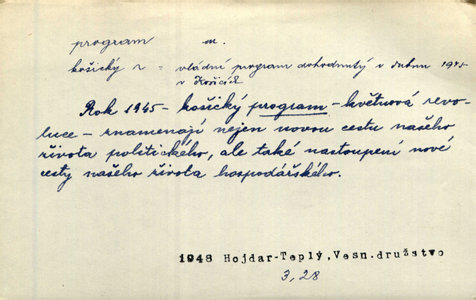 program m.
košický ~ = vládní program dohodnutý v dubnu 1945
v Košicích
Rok 1945 - košický program - květnová revo-
luce - znamenají nejen novou cestu našeho
života politického, ale také nastoupení nové
cesty našeho života hospodářského.
1948 Hojdar-Teplý, Vesn.družstvo
3, 28